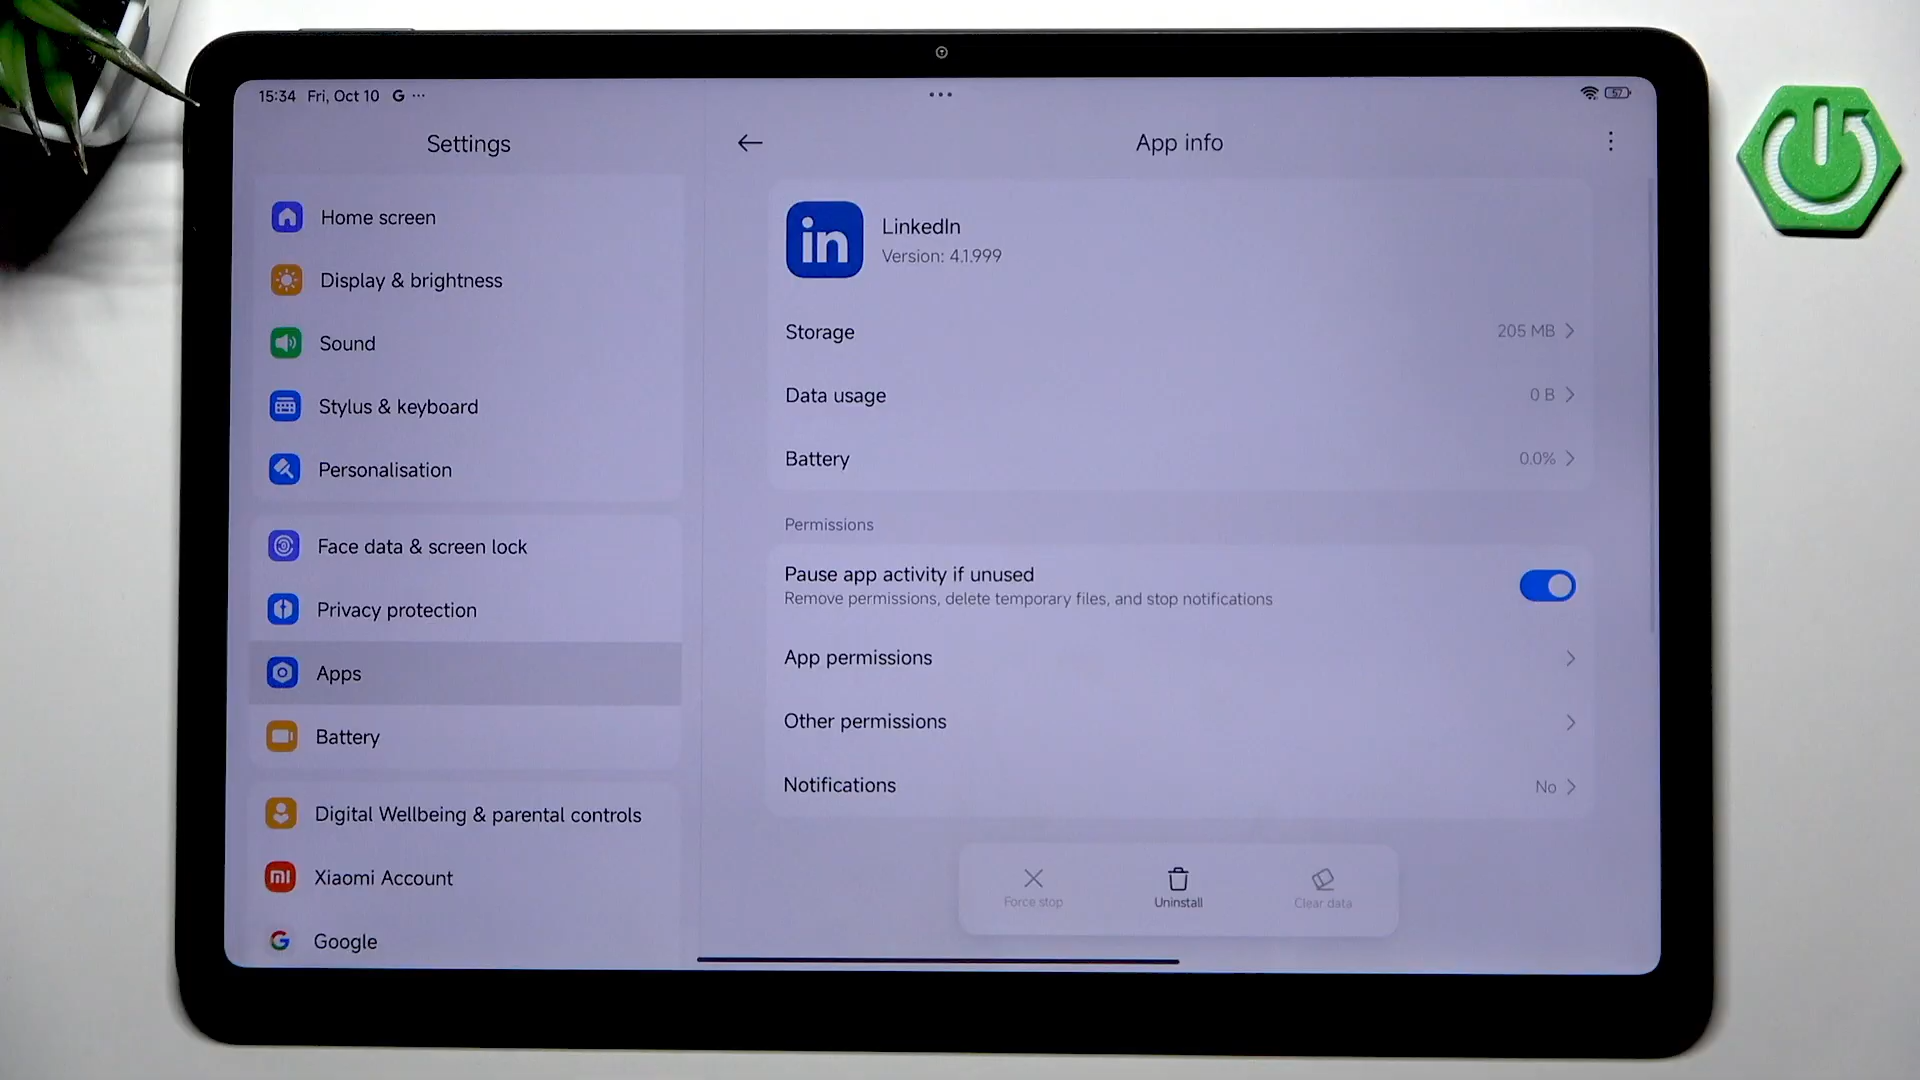 15:34 Fri, Oct 10 G ···
57
Settings
Home screen
Display & brightness
Sound
Stylus & keyboard
Personalisation
Face data & screen lock
Privacy protection
Apps
Battery
Digital Wellbeing & parental controls
mi Xiaomi Account
G Google
App info
in LinkedIn
Version: 4.1.999
Storage 205 MB
Data usage 0 B
Battery 0.0%
Permissions
Pause app activity if unused
Remove permissions, delete temporary files, and stop notifications
App permissions
Other permissions
Notifications No
Force stop Uninstall Clear data